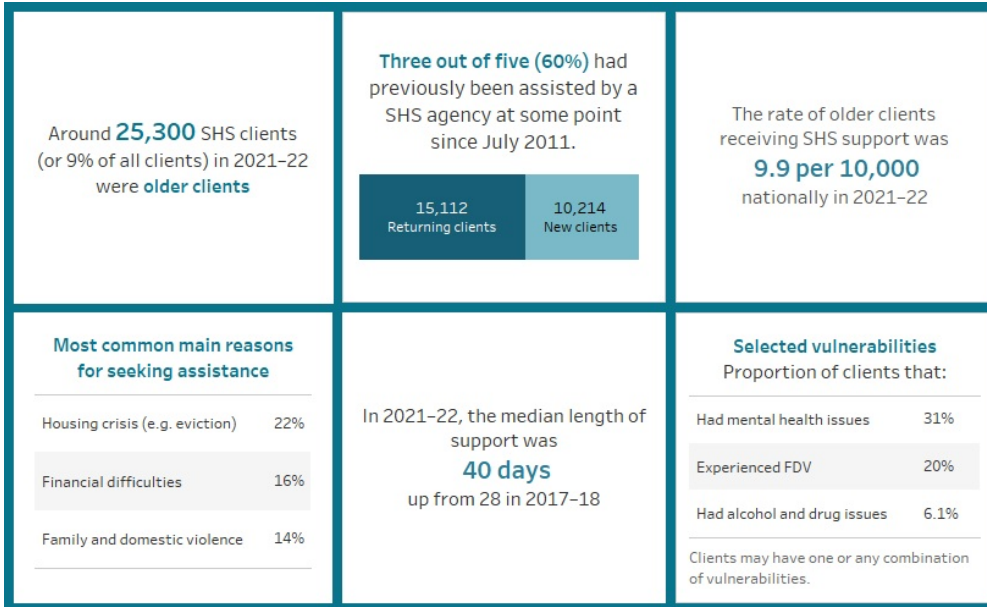 Around 25,300 SHS clients
(or 9% of all clients) in 2021–22
were older clients
Three out of five (60%) had
previously been assisted by a
SHS agency at some point
since July 2011.
15,112
Returning clients
10,214
New clients
The rate of older clients
receiving SHS support was
9.9 per 10,000
nationally in 2021–22
Most common main reasons
for seeking assistance
Housing crisis (e.g. eviction) 22%
Financial difficulties 16%
Family and domestic violence 14%
In 2021–22, the median length of
support was
40 days
up from 28 in 2017–18
Selected vulnerabilities
Proportion of clients that:
Had mental health issues 31%
Experienced FDV 20%
Had alcohol and drug issues 6.1%
Clients may have one or any combination
of vulnerabilities.